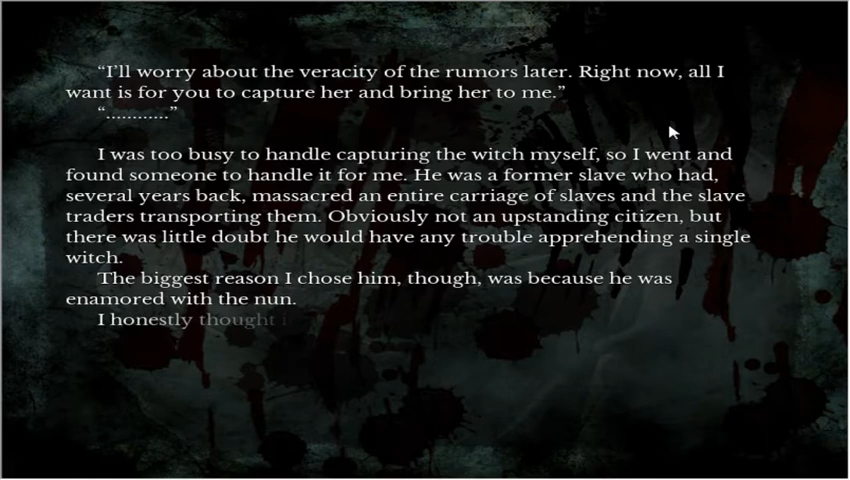 “I’ll worry about the veracity of the rumors later. Right now, all I
want is for you to capture her and bring her to me.”
“............”
I was too busy to handle capturing the witch myself, so I went and
found someone to handle it for me. He was a former slave who had,
several years back, massacred an entire carriage of slaves and the slave
traders transporting them. Obviously not an upstanding citizen, but
there was little doubt he would have any trouble apprehending a single
witch.
The biggest reason I chose him, though, was because he was
enamored with the nun.
I honestly thought i